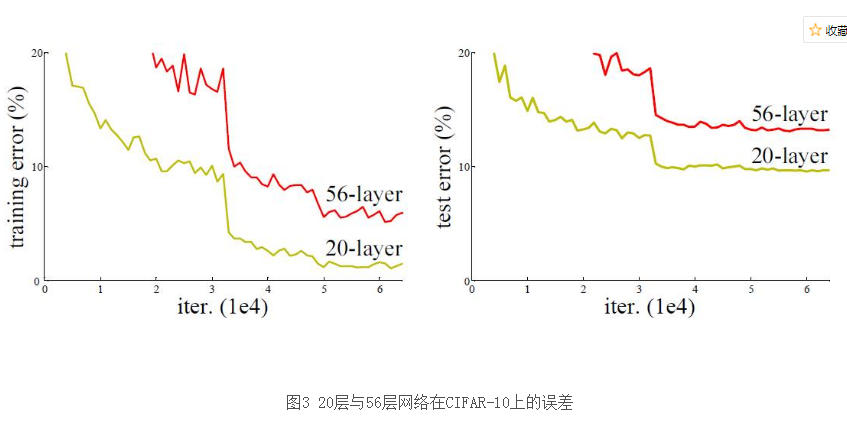 ☆ 收藏
20
10
0
training error (%)
56-layer
20-layer
0 1 2 3 4 5 6
iter. (1e4)
20
10
0
test error (%)
56-layer
20-layer
0 1 2 3 4 5 6
iter. (1e4)
图3 20层与56层网络在CIFAR-10上的误差